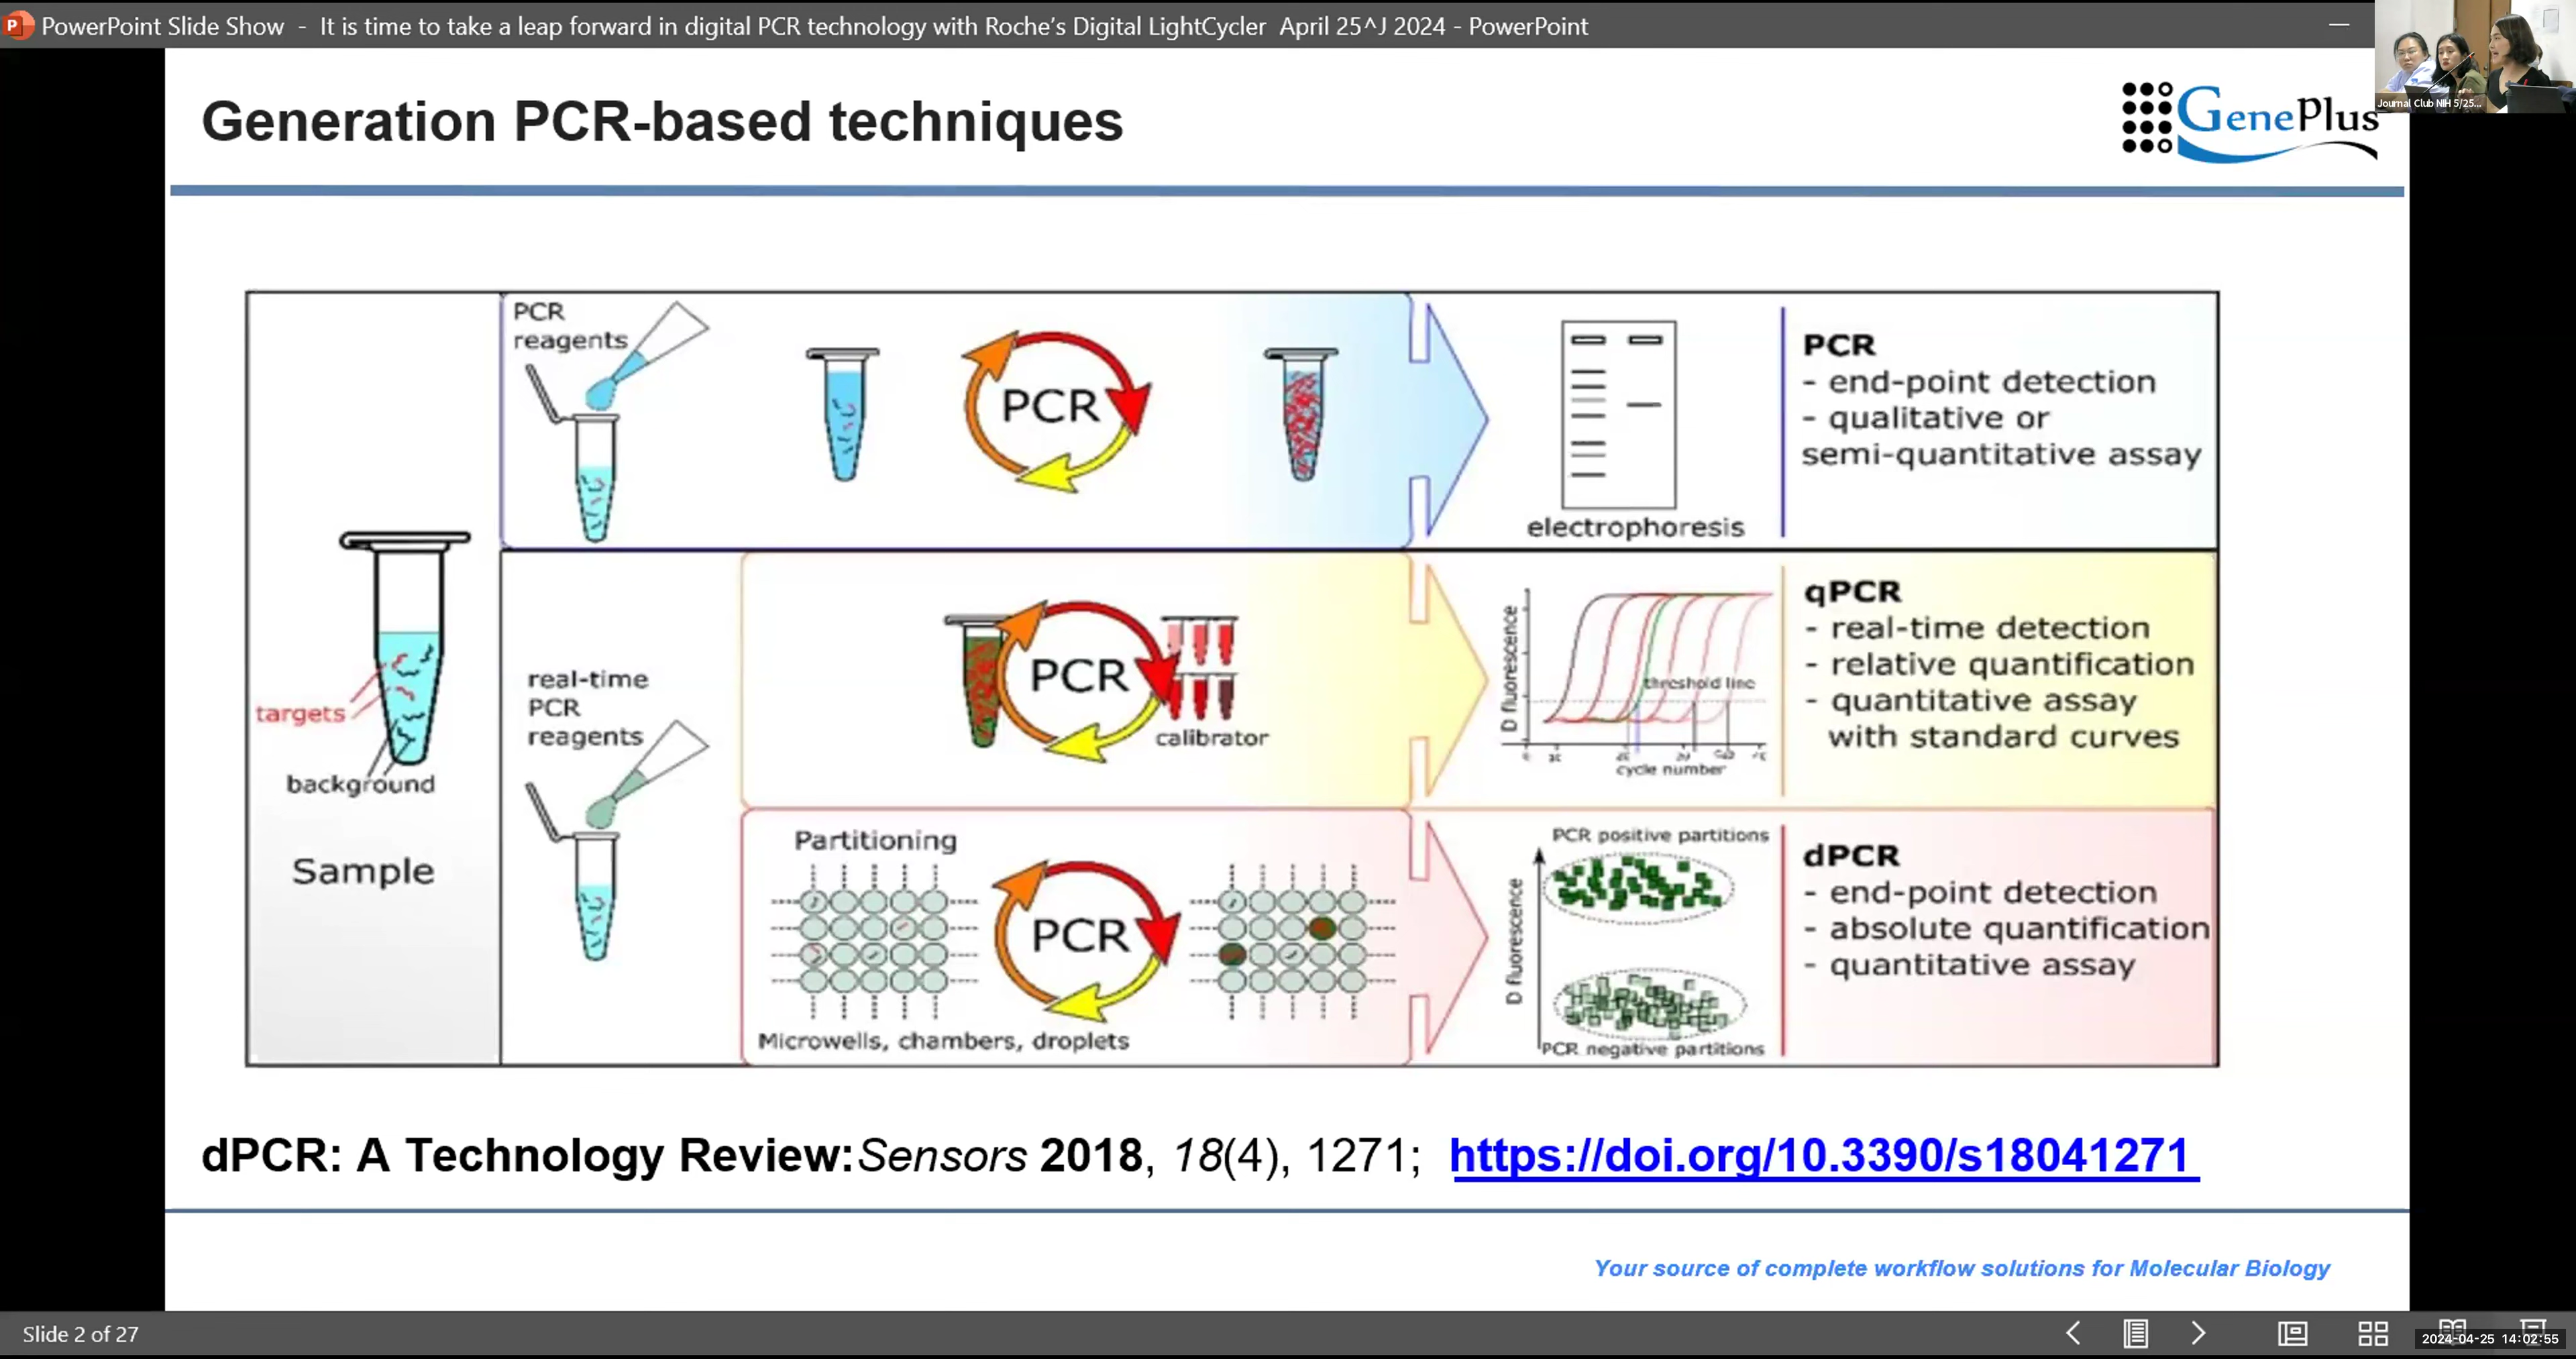 PowerPoint Slide Show - It is time to take a leap forward in digital PCR technology with Roche's Digital LightCycler April 25^J 2024 - PowerPoint
Journal Club NIH 5/25...
Generation PCR-based techniques
GenePlus
PCR
reagents
PCR
electrophoresis
PCR
- end-point detection
- qualitative or
semi-quantitative assay
targets
background
Sample
real-time
PCR
reagents
PCR
calibrator
D fluorescence
threshold line
cycle number
qPCR
- real-time detection
- relative quantification
- quantitative assay
with standard curves
Partitioning
PCR
Microwells, chambers, droplets
D fluorescence
PCR positive partitions
PCR negative partitions
dPCR
- end-point detection
- absolute quantification
- quantitative assay
dPCR: A Technology Review:Sensors 2018, 18(4), 1271; https://doi.org/10.3390/s18041271
Your source of complete workflow solutions for Molecular Biology
Slide 2 of 27
2024-04-25 14:02:55